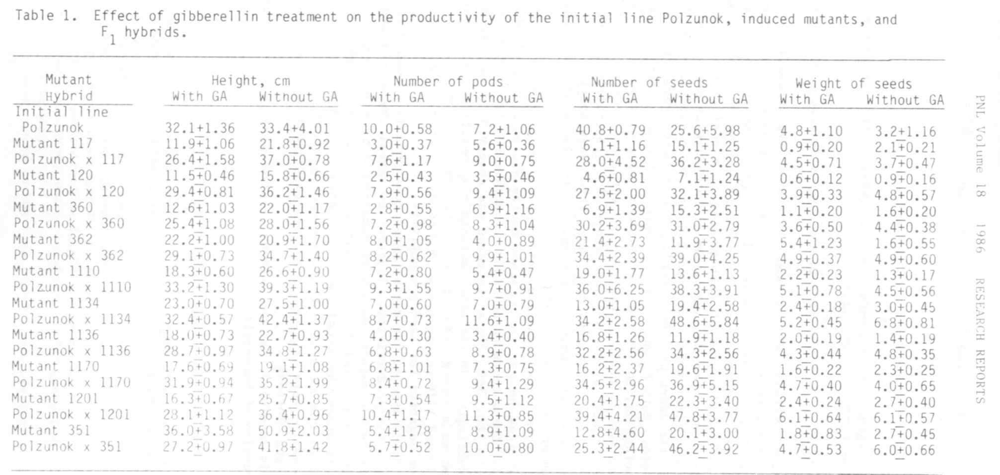 Table 1. Effect of gibberellin treatment on the productivity of the initial line Polzunok, induced mutants, and
F1 hybrids.
Mutant Height, cm Number of pods Number of seeds Weight of seeds
Hybrid With GA Without GA With GA Without GA With GA Without GA With GA Without GA
Initial line
Polzunok 32.1±1.36 33.4±4.01 10.0±0.58 7.2±1.06 40.8±0.79 25.6±5.98 4.8±1.10 3.2±1.16
Mutant 117 11.9±1.06 21.8±0.92 3.0±0.37 5.6±0.36 6.1±1.16 15.1±1.25 0.9±0.20 2.1±0.21
Polzunok x 117 26.4±1.58 37.0±0.78 7.6±1.17 9.0±0.75 28.0±4.52 36.2±3.28 4.5±0.71 3.7±0.47
Mutant 120 11.5±0.46 15.8±0.66 2.5±0.43 3.5±0.46 4.6±0.81 7.1±1.24 0.6±0.12 0.9±0.16
Polzunok x 120 29.4±0.81 36.2±1.46 7.9±0.56 9.4±1.09 27.5±2.00 32.1±3.89 3.9±0.33 4.8±0.57
Mutant 360 12.6±1.03 22.0±1.17 2.8±0.55 6.9±1.16 6.9±1.39 15.3±2.51 1.1±0.20 1.6±0.20
Polzunok x 360 25.4±1.08 28.0±1.56 7.2±0.98 8.3±1.04 30.2±3.69 31.0±2.79 3.6±0.50 4.4±0.38
Mutant 362 22.2±1.00 20.9±1.70 8.0±1.05 4.0±0.89 21.4±2.73 11.9±3.77 5.4±1.23 1.6±0.55
Polzunok x 362 29.1±0.73 34.7±1.40 8.2±0.62 9.9±1.01 34.4±2.39 39.0±4.25 4.9±0.37 4.9±0.60
Mutant 1110 18.3±0.60 26.6±0.90 7.2±0.80 5.4±0.47 19.0±1.77 13.6±1.13 2.2±0.23 1.3±0.17
Polzunok x 1110 33.2±1.30 39.3±1.19 9.3±1.55 9.7±0.91 36.0±6.25 38.3±3.91 5.1±0.78 4.5±0.56
Mutant 1134 23.0±0.70 27.5±1.00 7.0±0.60 7.0±0.79 13.0±1.05 19.4±2.58 2.4±0.18 3.0±0.45
Polzunok x 1134 32.4±0.57 42.4±1.37 8.7±0.73 11.6±1.09 34.2±2.58 48.6±5.84 5.2±0.45 6.8±0.81
Mutant 1136 18.0±0.73 22.7±0.93 4.0±0.30 3.4±0.40 16.8±1.26 11.9±1.18 2.0±0.19 1.4±0.19
Polzunok x 1136 28.7±0.97 34.8±1.27 6.8±0.63 8.9±0.78 32.2±2.56 34.3±2.56 4.3±0.44 4.8±0.35
Mutant 1170 17.6±0.69 19.1±1.08 6.8±1.01 7.3±0.75 16.2±2.37 19.6±1.91 1.6±0.22 2.3±0.25
Polzunok x 1170 31.9±0.94 35.2±1.99 8.4±0.72 9.4±1.29 34.5±2.96 36.9±5.15 4.7±0.40 4.0±0.65
Mutant 1201 16.3±0.67 25.7±0.85 7.3±0.54 9.5±1.12 20.4±1.75 22.3±3.40 2.4±0.24 2.7±0.40
Polzunok x 1201 28.1±1.12 36.4±0.96 10.4±1.17 11.3±0.85 39.4±4.21 47.8±3.77 6.1±0.64 6.1±0.57
Mutant 351 36.0±3.58 50.9±2.03 5.4±1.78 8.9±1.09 12.8±4.60 20.1±3.00 1.8±0.83 2.7±0.45
Polzunok x 351 27.2±0.97 41.8±1.42 5.7±0.52 10.0±0.80 25.3±2.44 46.2±3.92 4.7±0.53 6.0±0.66
PNL Volume 18 1986 RESEARCH REPORTS